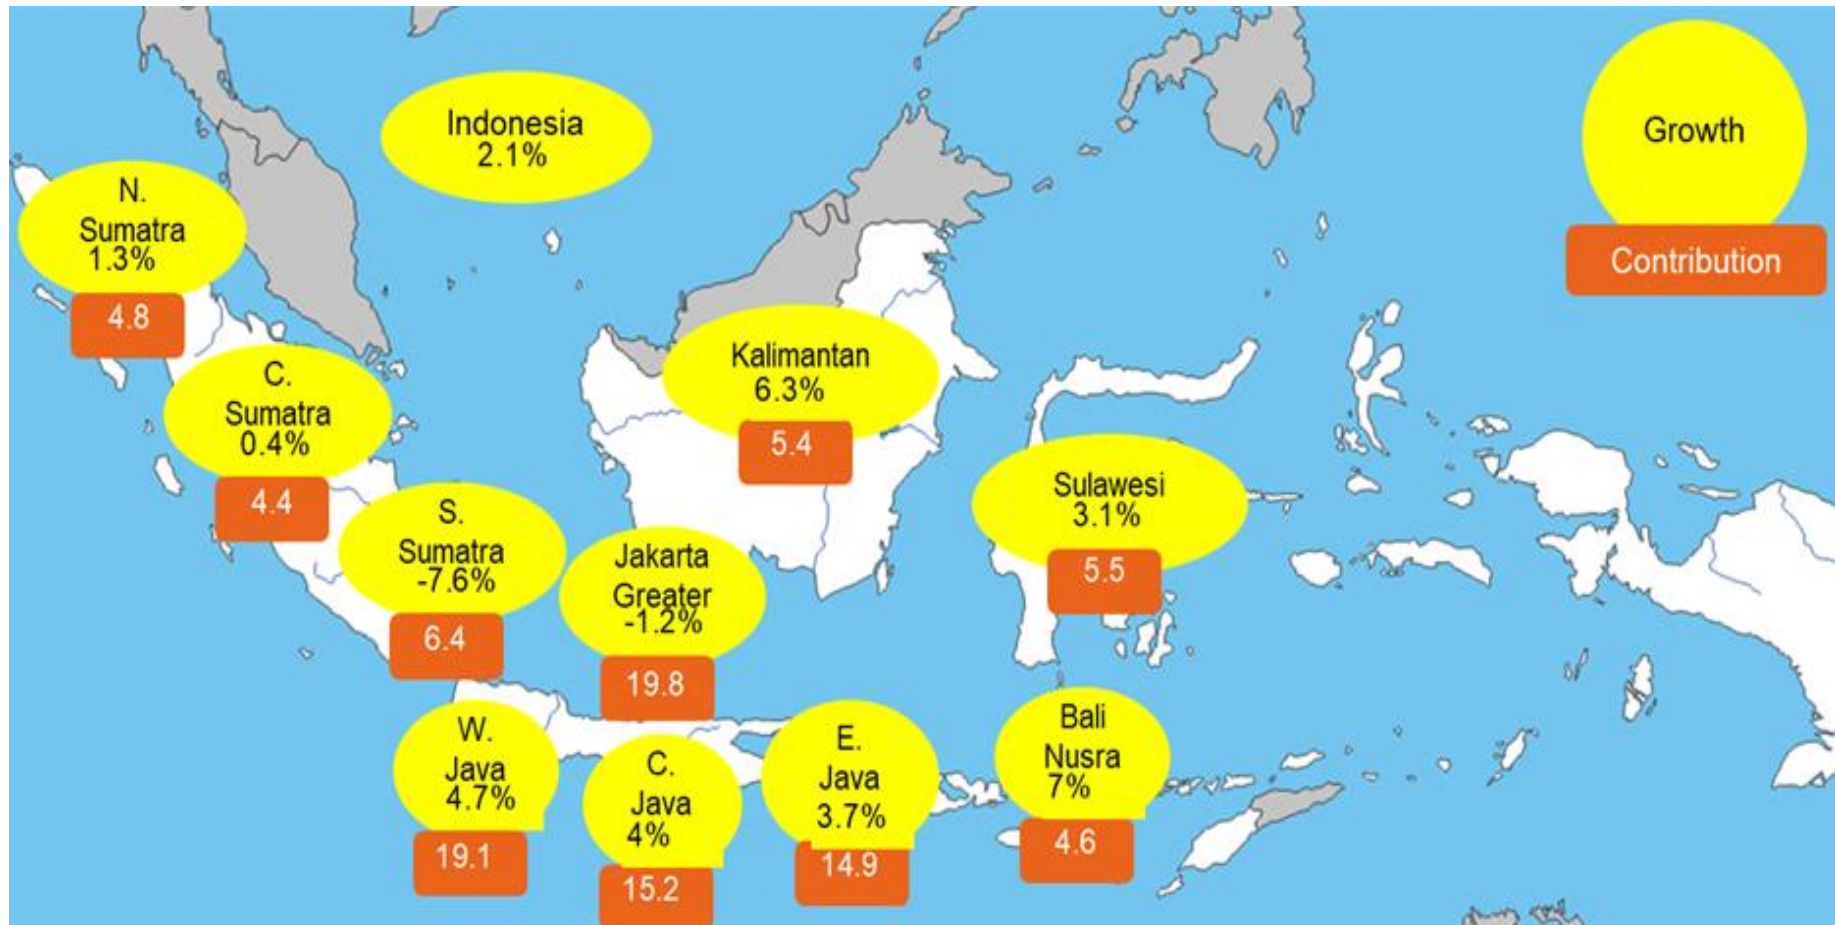 Indonesia
2.1%
Growth
Contribution
N.
Sumatra
1.3%
4.8
C.
Sumatra
0.4%
4.4
Kalimantan
6.3%
5.4
Sulawesi
3.1%
5.5
S.
Sumatra
-7.6%
6.4
Jakarta
Greater
-1.2%
19.8
W.
Java
4.7%
19.1
C.
Java
4%
15.2
E.
Java
3.7%
14.9
Bali
Nusra
7%
4.6